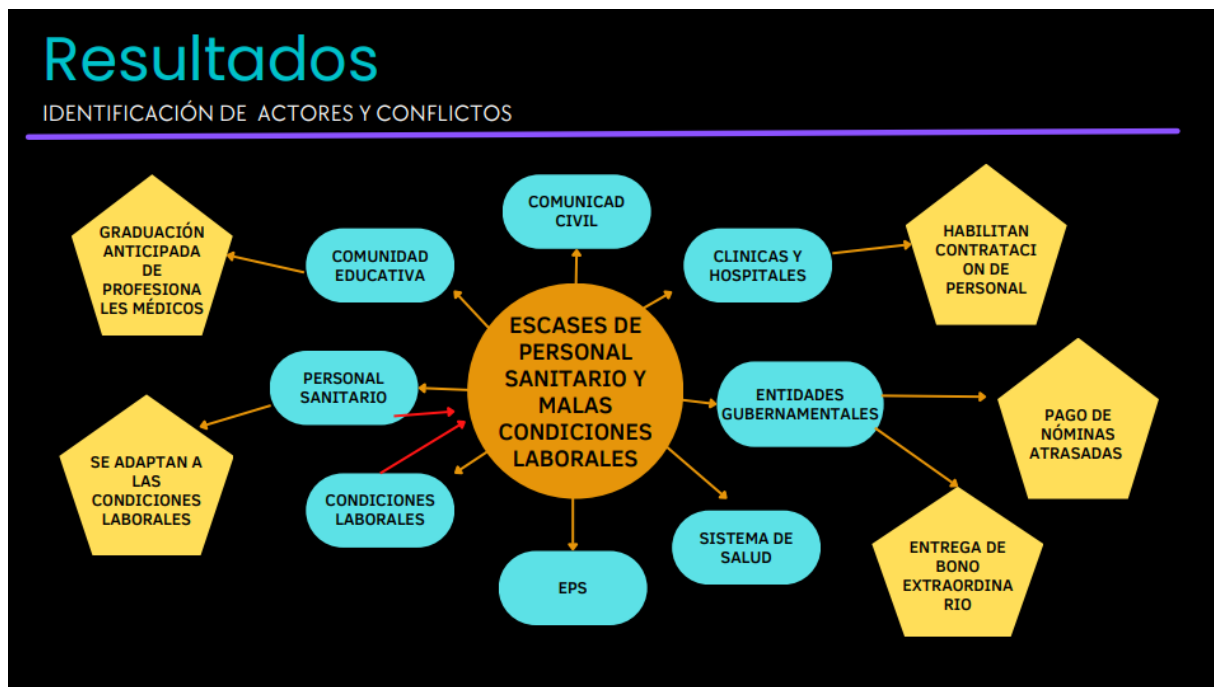 Resultados
IDENTIFICACIÓN DE ACTORES Y CONFLICTOS
GRADUACIÓN
ANTICIPADA
DE
PROFESIONA
LES MÉDICOS
COMUNIDAD
EDUCATIVA
COMUNICAD
CIVIL
CLINICAS Y
HOSPITALES
HABILITAN
CONTRATACI
ON DE
PERSONAL
ESCASES DE
PERSONAL
SANITARIO Y
MALAS
CONDICIONES
LABORALES
PERSONAL
SANITARIO
ENTIDADES
GUBERNAMENTALES
PAGO DE
NÓMINAS
ATRASADAS
SE ADAPTAN A
LAS
CONDICIONES
LABORALES
CONDICIONES
LABORALES
EPS
SISTEMA DE
SALUD
ENTREGA DE
BONO
EXTRAORDINA
RIO